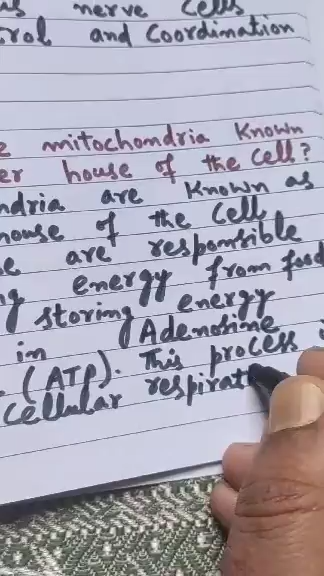 nerve cells
and Coordination
mitochondria Known
house of the cell?
are Known as
house of the Cell
are responsible
energy from food
storing energy
in Adenosine
(ATP). This process
cellular respirat